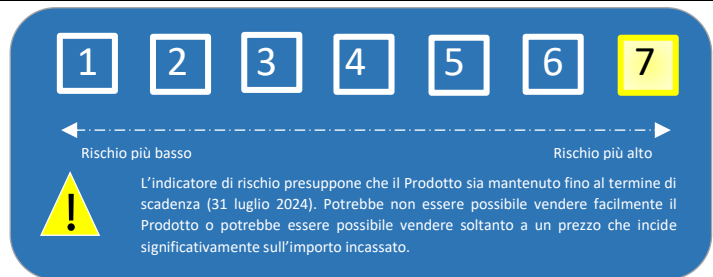 1 2 3 4 5 6 7
Rischio più basso Rischio più alto
L’indicatore di rischio presuppone che il Prodotto sia mantenuto fino al termine di
scadenza (31 luglio 2024). Potrebbe non essere possibile vendere facilmente il
Prodotto o potrebbe essere possibile vendere soltanto a un prezzo che incide
significativamente sull’importo incassato.
!